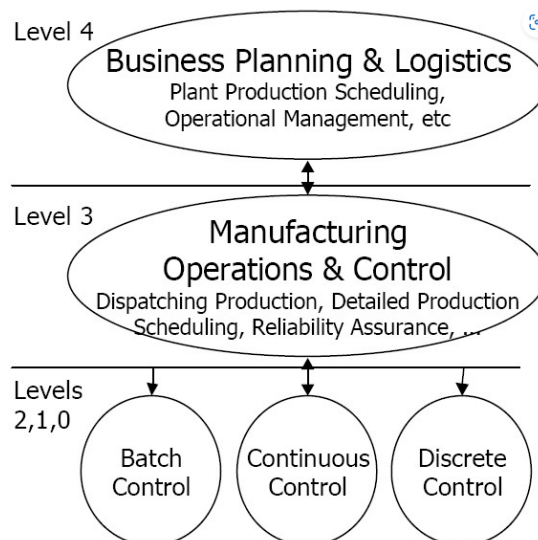 Level 4
Business Planning & Logistics
Plant Production Scheduling,
Operational Management, etc
Level 3
Manufacturing
Operations & Control
Dispatching Production, Detailed Production
Scheduling, Reliability Assurance, ...
Levels
2,1,0
Batch
Control
Continuous
Control
Discrete
Control